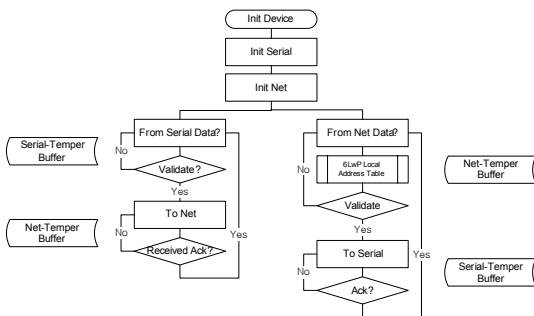 Init Device
Init Serial
Init Net
From Serial Data?
From Net Data?
Serial-Temper
Buffer
No
Validate?
Yes
6LwP Local
Address Table
No
Net-Temper
Buffer
Validate
Yes
Net-Temper
Buffer
To Net
No
Received Ack?
Yes
To Serial
Yes
No
Ack?
Serial-Temper
Buffer